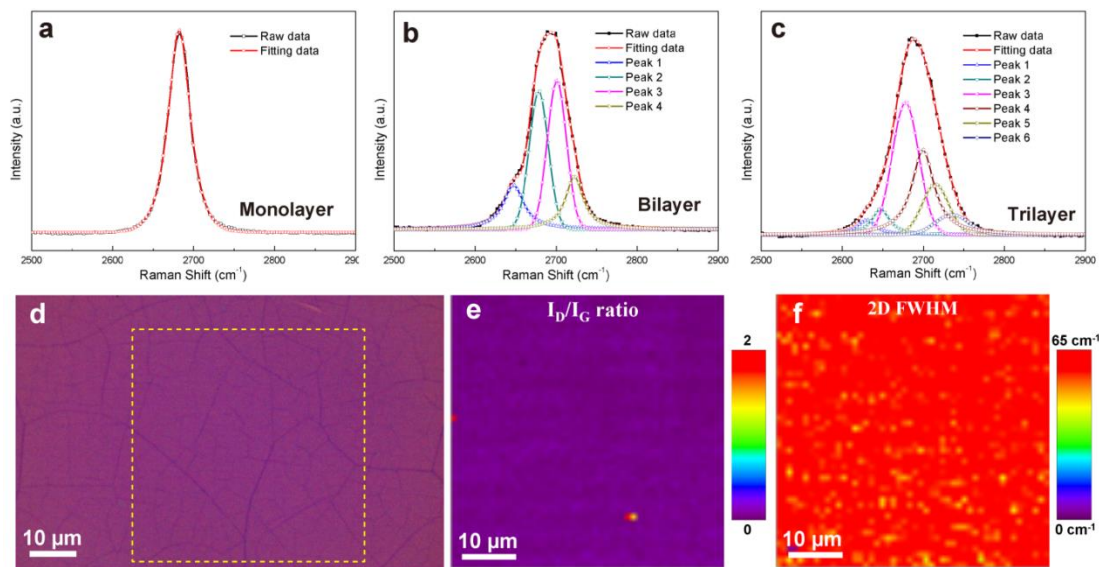 a
Raw data
Fitting data
Monolayer
Intensity (a.u.)
2500 2600 2700 2800 2900
Raman Shift (cm-1)
b
Raw data
Fitting data
Peak 1
Peak 2
Peak 3
Peak 4
Bilayer
Intensity (a.u.)
2500 2600 2700 2800 2900
Raman Shift (cm-1)
c
Raw data
Fitting data
Peak 1
Peak 2
Peak 3
Peak 4
Peak 5
Peak 6
Trilayer
Intensity (a.u.)
2500 2600 2700 2800 2900
Raman Shift (cm-1)
d
10 µm
e
ID/IG ratio
10 µm
2
0
f
2D FWHM
10 µm
65 cm-1
0 cm-1